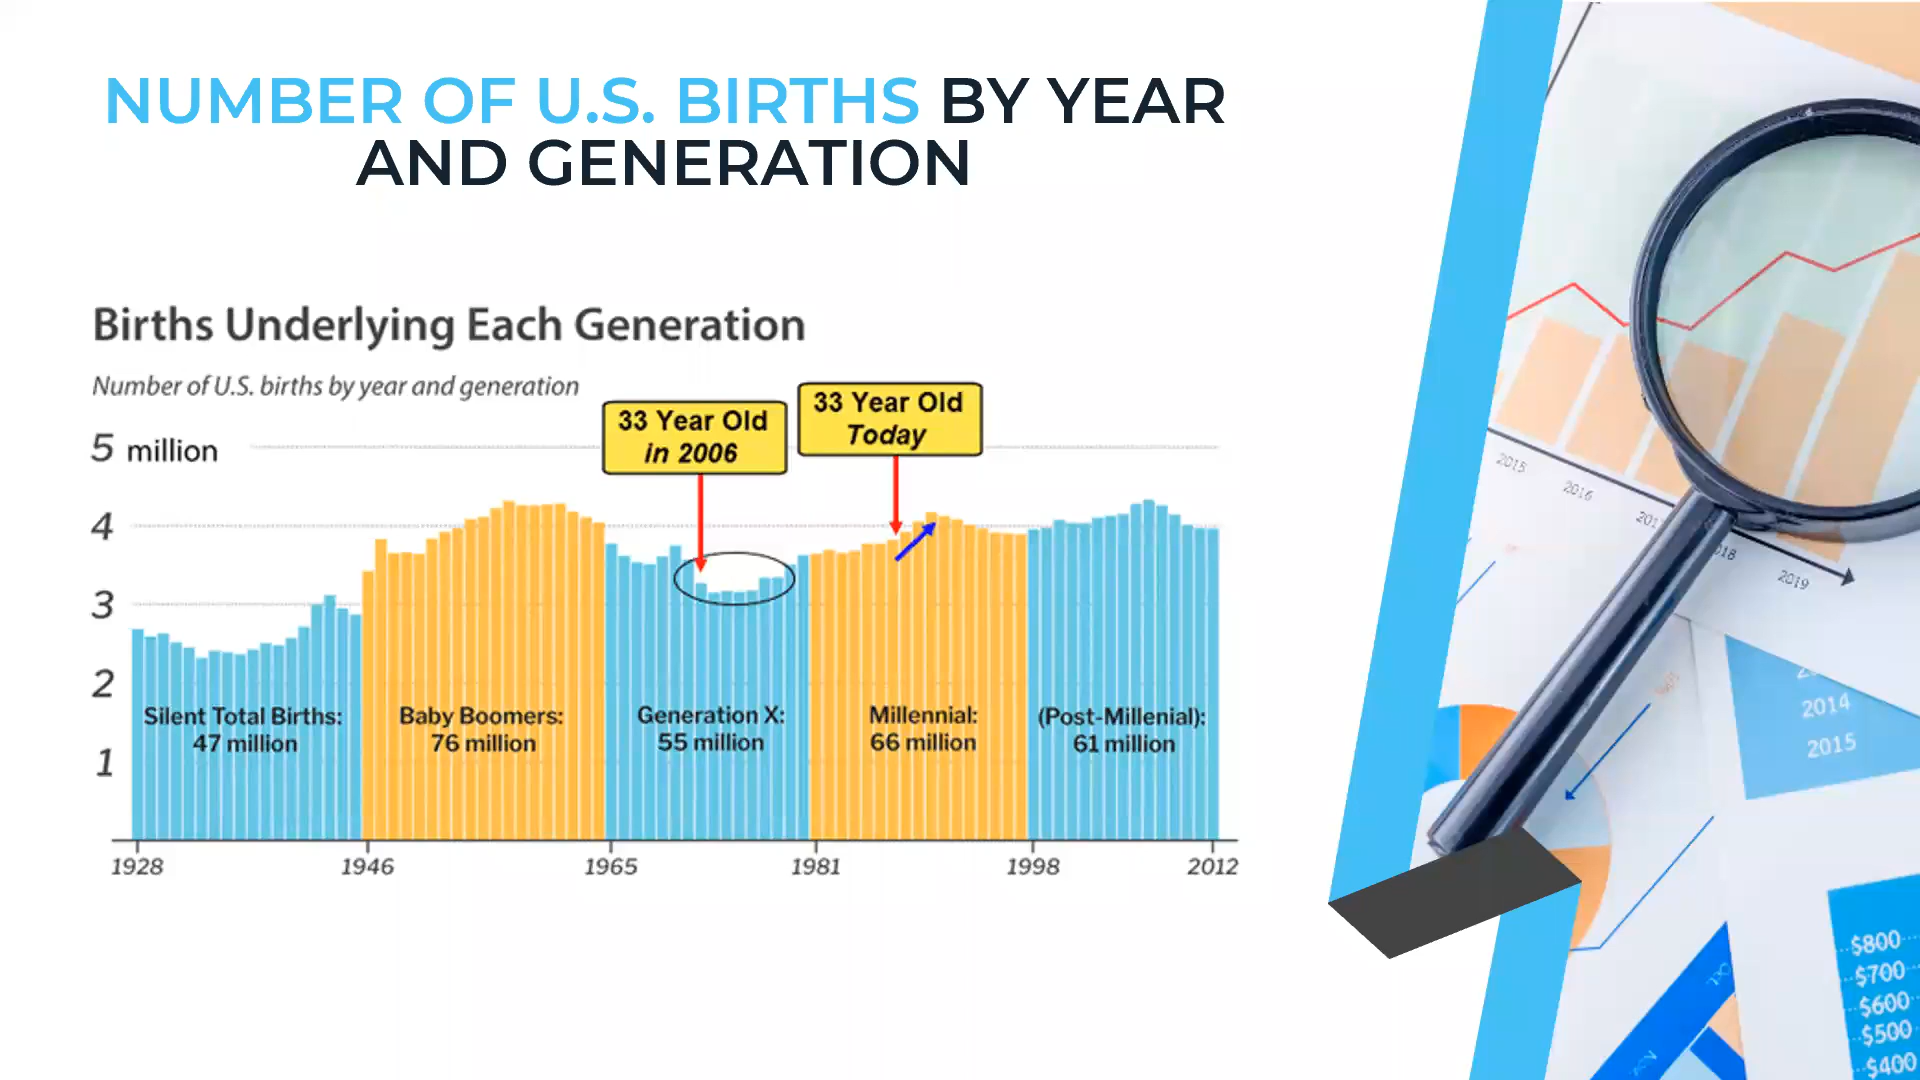 NUMBER OF U.S. BIRTHS BY YEAR
AND GENERATION
Births Underlying Each Generation
Number of U.S. births by year and generation
33 Year Old
in 2006
33 Year Old
Today
5 million
4
3
2
1
Silent Total Births:
47 million
Baby Boomers:
76 million
Generation X:
55 million
Millennial:
66 million
(Post-Millenial):
61 million
1928
1946
1965
1981
1998
2012
2015
2016
2019
2014
2015
$800
$700
$600
$500
$400